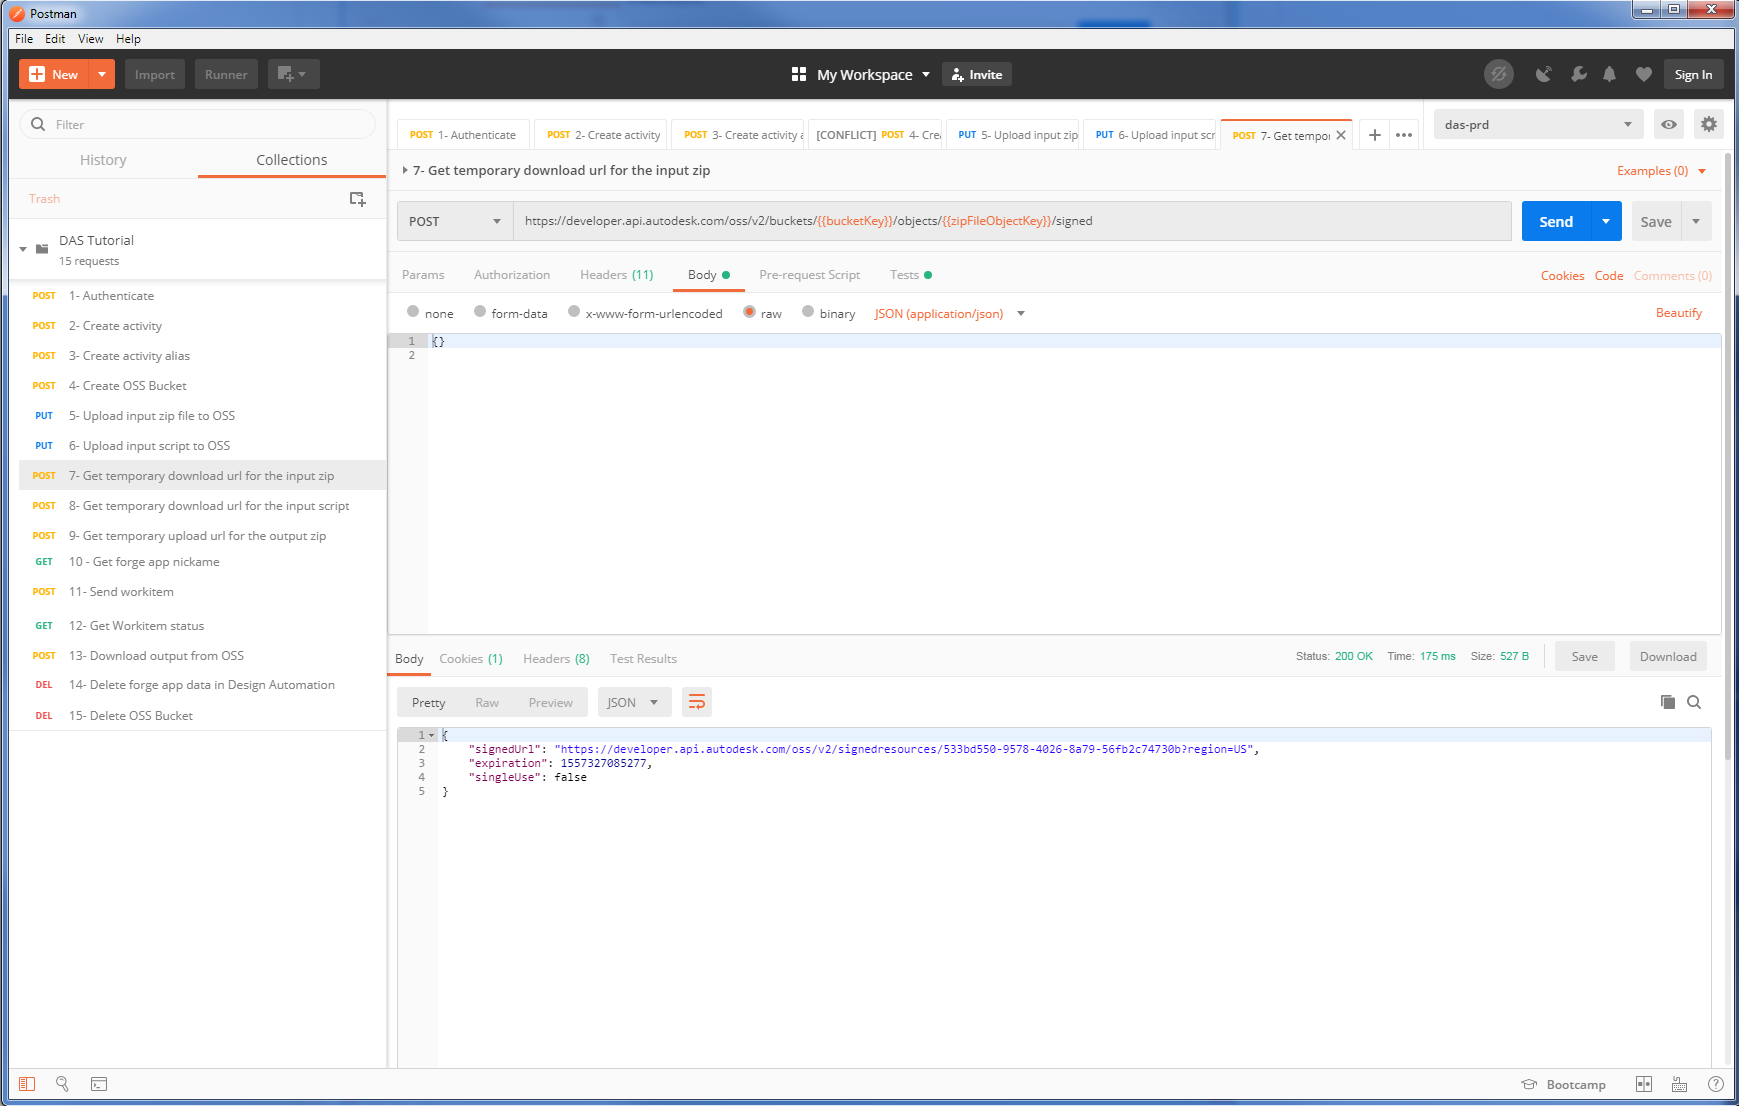 Postman
File Edit View Help
New Import Runner My Workspace Invite Sign In
Filter
History Collections
Trash
DAS Tutorial
15 requests
POST 1- Authenticate
POST 2- Create activity
POST 3- Create activity alias
POST 4- Create OSS Bucket
PUT 5- Upload input zip file to OSS
PUT 6- Upload input script to OSS
POST 7- Get temporary download url for the input zip
POST 8- Get temporary download url for the input script
POST 9- Get temporary upload url for the output zip
GET 10 - Get forge app nickame
POST 11- Send workitem
GET 12- Get Workitem status
POST 13- Download output from OSS
DEL 14- Delete forge app data in Design Automation
DEL 15- Delete OSS Bucket
POST 1- Authenticate POST 2- Create activity POST 3- Create activity a [CONFLICT] POST 4- Cre PUT 5- Upload input zip PUT 6- Upload input scr POST 7- Get tempo das-prd
7- Get temporary download url for the input zip Examples (0)
POST https://developer.api.autodesk.com/oss/v2/buckets/{{bucketKey}}/objects/{{zipFileObjectKey}}/signed Send Save
Params Authorization Headers (11) Body Pre-request Script Tests Cookies Code Comments (0)
none form-data x-www-form-urlencoded raw binary JSON (application/json) Beautify
1 {}
2
Body Cookies (1) Headers (8) Test Results Status: 200 OK Time: 175 ms Size: 527 B Save Download
Pretty Raw Preview JSON
1 {
2 "signedUrl": "https://developer.api.autodesk.com/oss/v2/signedresources/533bd550-9578-4026-8a79-56fb2c74730b?region=US",
3 "expiration": 1557327085277,
4 "singleUse": false
5 }
Bootcamp